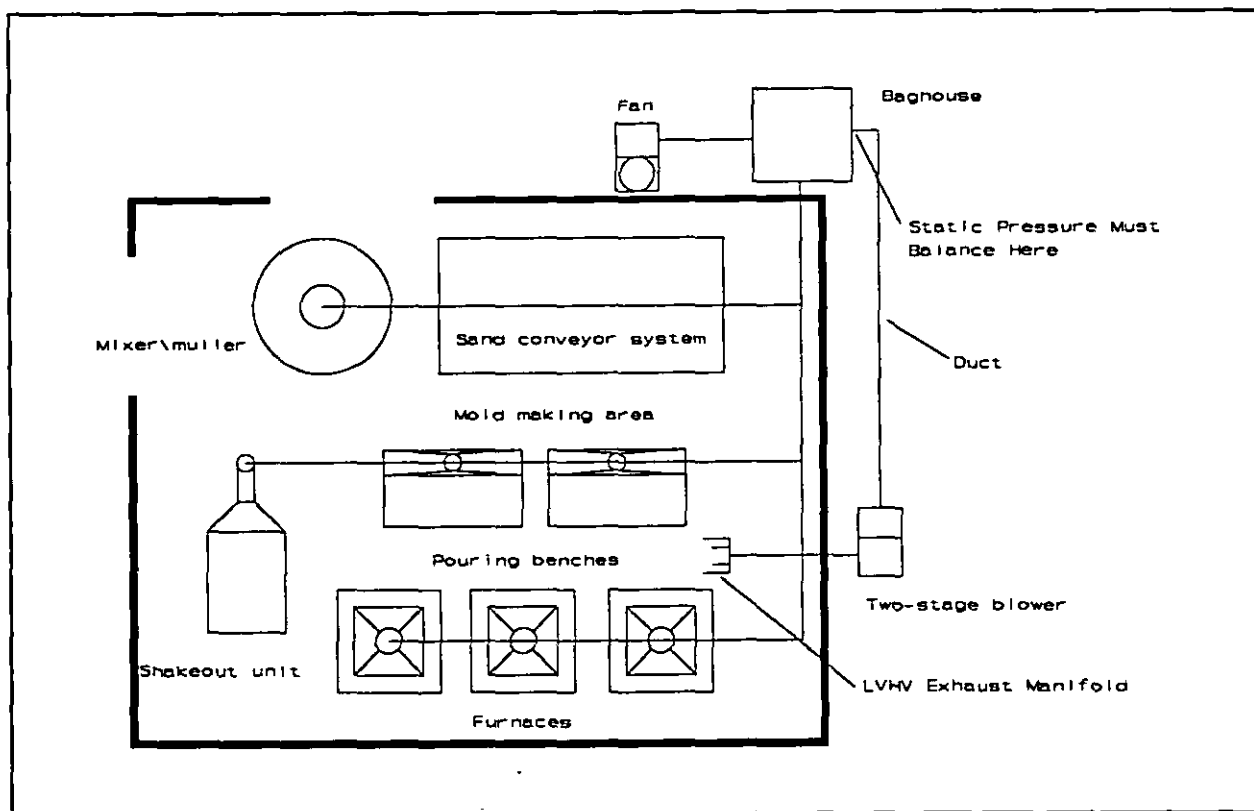 Fan
Baghouse
Static Pressure Must
Balance Here
Mixer\muller
Sand conveyor system
Duct
Mold making area
Pouring benches
Two-stage blower
Shakeout unit
LVHV Exhaust Manifold
Furnaces